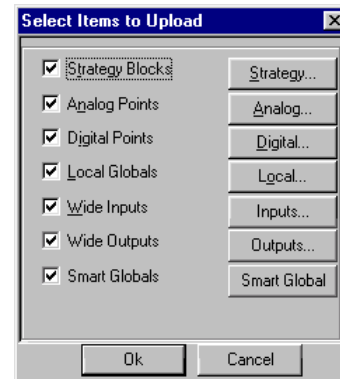 Select Items to Upload
Strategy Blocks Strategy...
Analog Points Analog...
Digital Points Digital...
Local Globals Local...
Wide Inputs Inputs...
Wide Outputs Outputs...
Smart Globals Smart Global
Ok Cancel